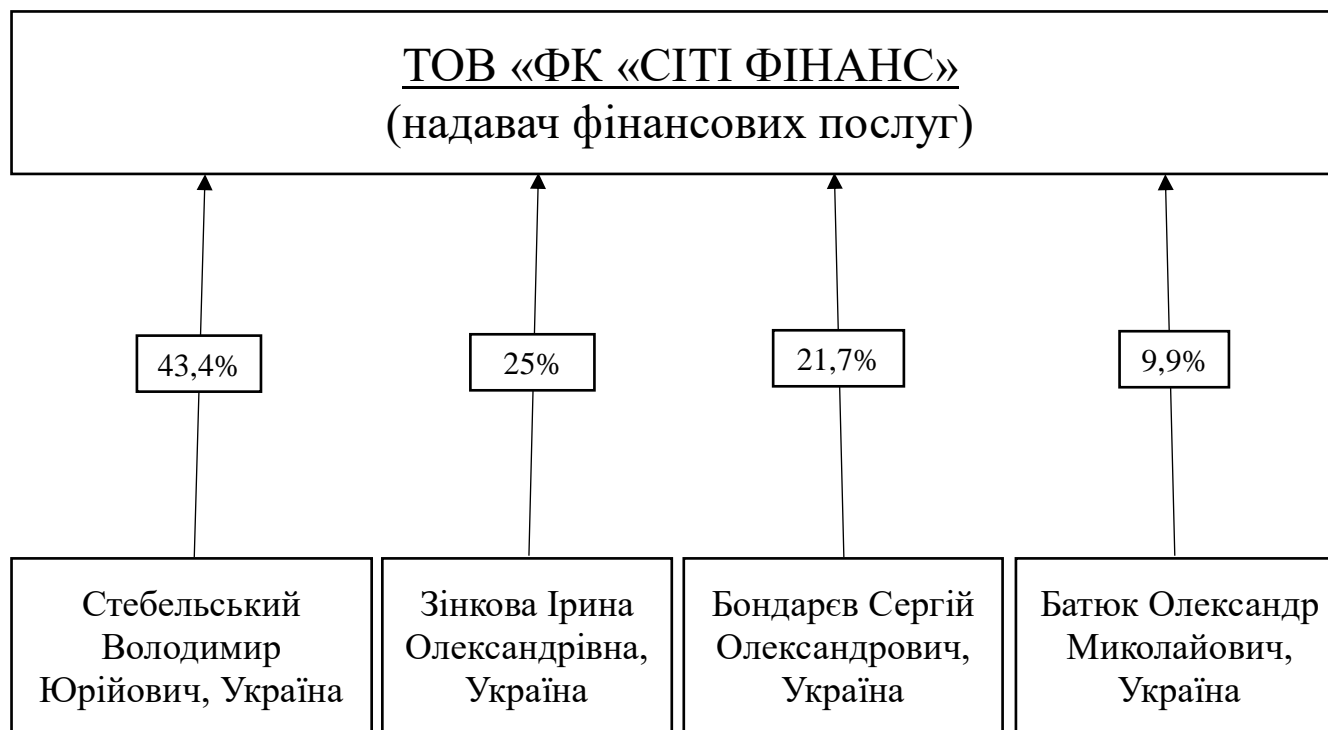 ТОВ «ФК «СІТІ ФІНАНС»
(надавач фінансових послуг)
43,4%
25%
21,7%
9,9%
Стебельський
Володимир
Юрійович, Україна
Зінкова Ірина
Олександрівна,
Україна
Бондарєв Сергій
Олександрович,
Україна
Батюк Олександр
Миколайович,
Україна